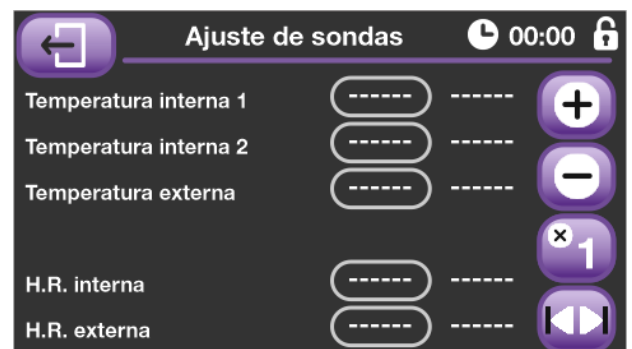 Ajuste de sondas 00:00
Temperatura interna 1 ------ ------
Temperatura interna 2 ------ ------
Temperatura externa ------ ------
×1
H.R. interna ------ ------
H.R. externa ------ ------